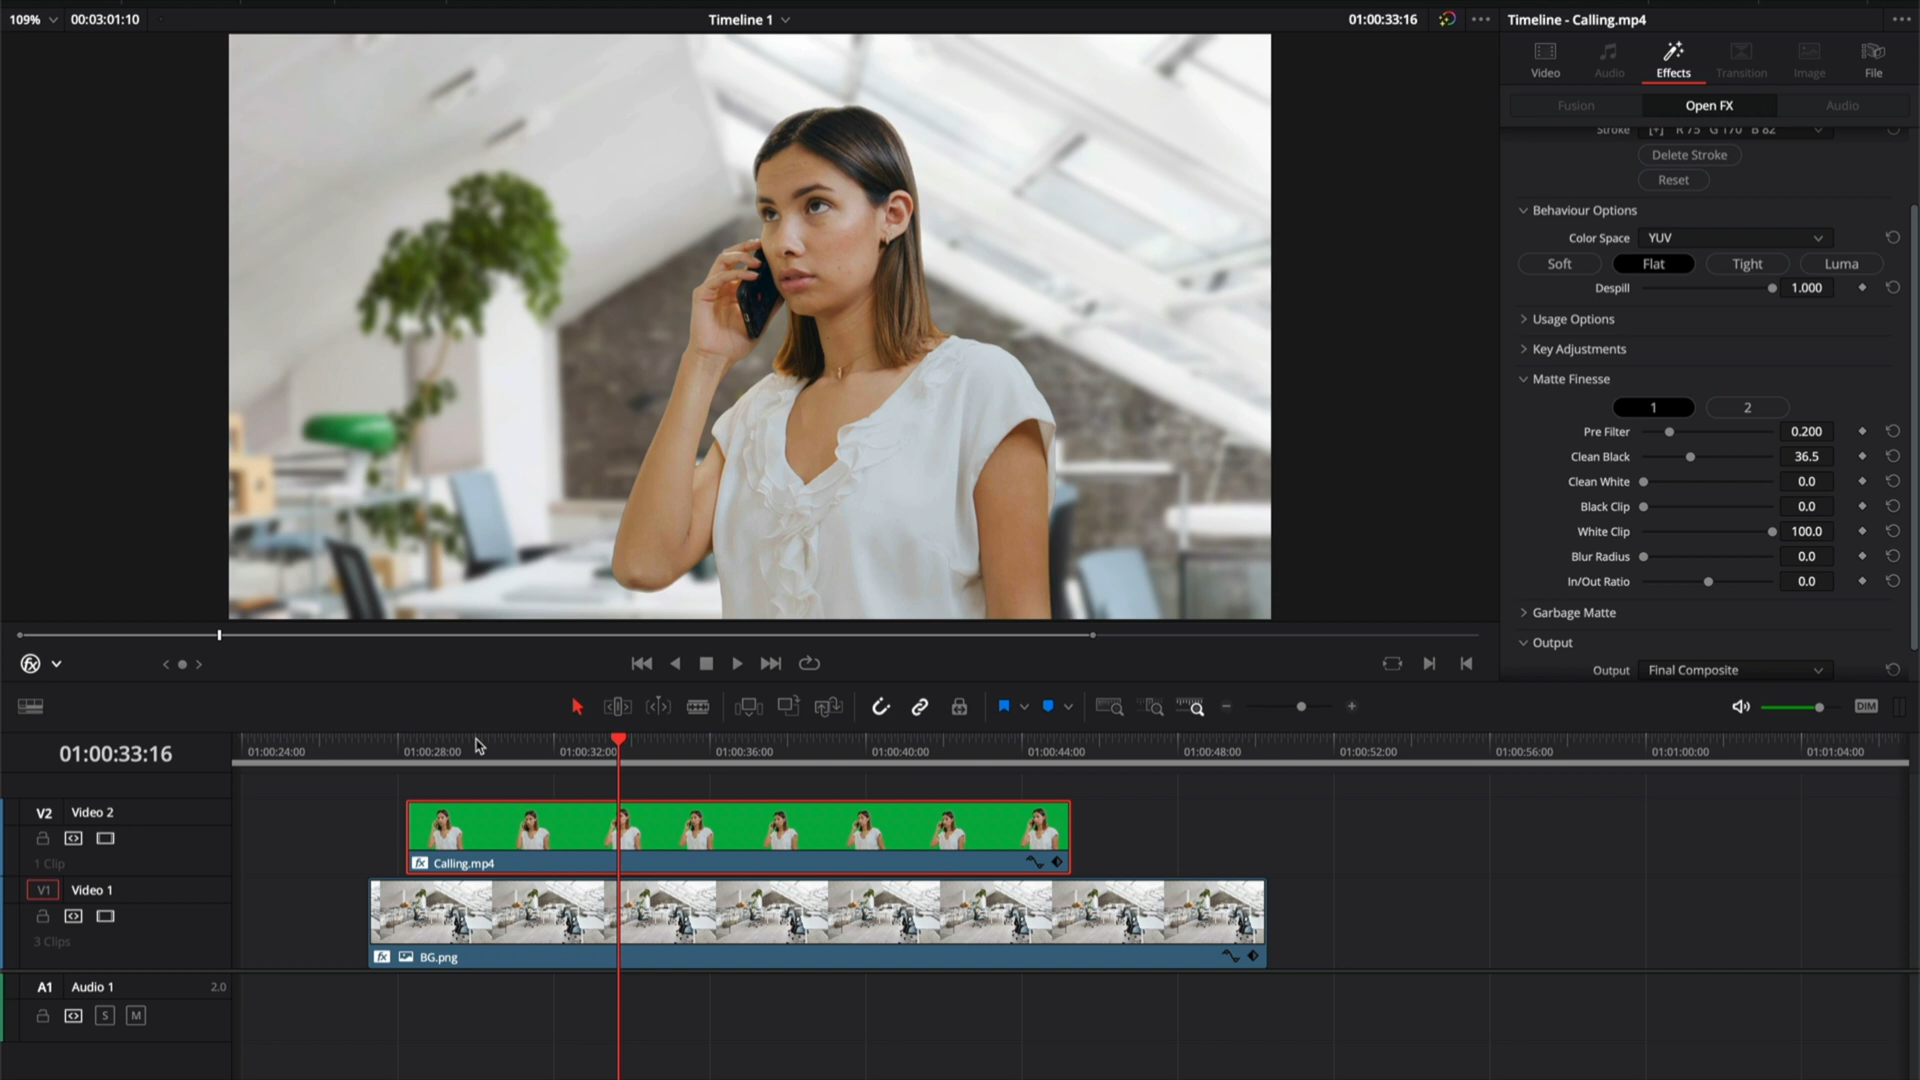 109% 00:03:01:10 Timeline 1 01:00:33:16 Timeline - Calling.mp4
Video Audio Effects Transition Image File
Fusion Open FX Audio
Stroke [+] R 75 G 170 B 82
Delete Stroke
Reset
Behaviour Options
Color Space YUV
Soft Flat Tight Luma
Despill 1.000
Usage Options
Key Adjustments
Matte Finesse
1 2
Pre Filter 0.200
Clean Black 36.5
Clean White 0.0
Black Clip 0.0
White Clip 100.0
Blur Radius 0.0
In/Out Ratio 0.0
Garbage Matte
Output
Output Final Composite
DIM
01:00:33:16
01:00:24:00 01:00:28:00 01:00:32:00 01:00:36:00 01:00:40:00 01:00:44:00 01:00:48:00 01:00:52:00 01:00:56:00 01:01:00:00 01:01:04:00
V2 Video 2
1 Clip
fx Calling.mp4
V1 Video 1
3 Clips
fx BG.png
A1 Audio 1 2.0
S M